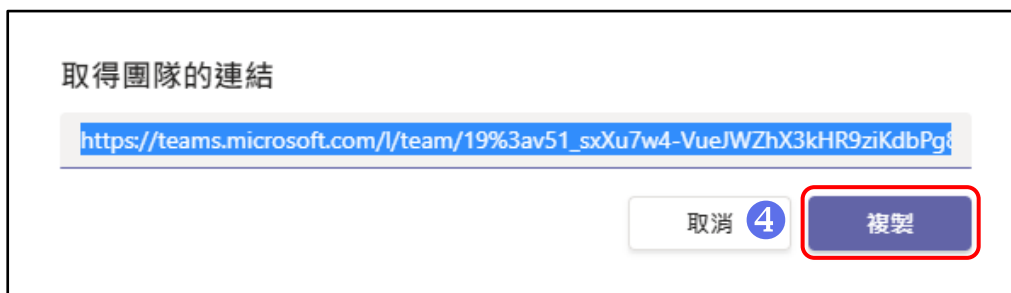 取得團隊的連結
https://teams.microsoft.com/l/team/19%3av51_sxXu7w4-VueJWZhX3kHR9ziKdbPg8
取消 4 複製